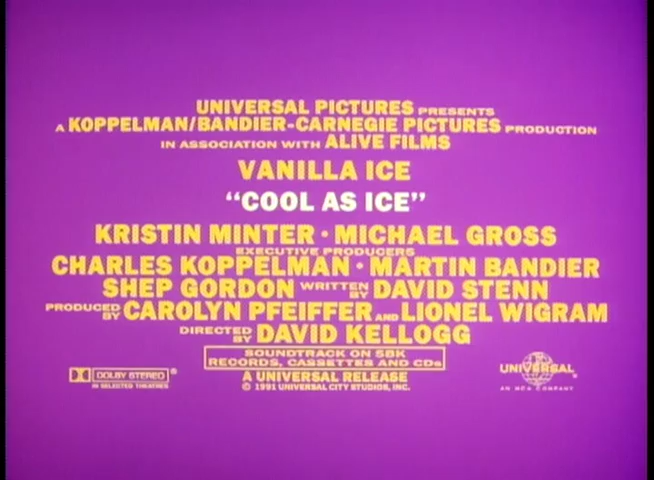 UNIVERSAL PICTURES PRESENTS
A KOPPELMAN/BANDIER-CARNEGIE PICTURES PRODUCTION
IN ASSOCIATION WITH ALIVE FILMS
VANILLA ICE
"COOL AS ICE"
KRISTIN MINTER · MICHAEL GROSS
EXECUTIVE PRODUCERS
CHARLES KOPPELMAN · MARTIN BANDIER
SHEP GORDON WRITTEN BY DAVID STENN
PRODUCED BY CAROLYN PFEIFFER AND LIONEL WIGRAM
DIRECTED BY DAVID KELLOGG
SOUNDTRACK ON SBK
RECORDS, CASSETTES AND CDs
DOLBY STEREO ®
IN SELECTED THEATRES
A UNIVERSAL RELEASE
© 1991 UNIVERSAL CITY STUDIOS, INC.
UNIVERSAL
AN MCA COMPANY